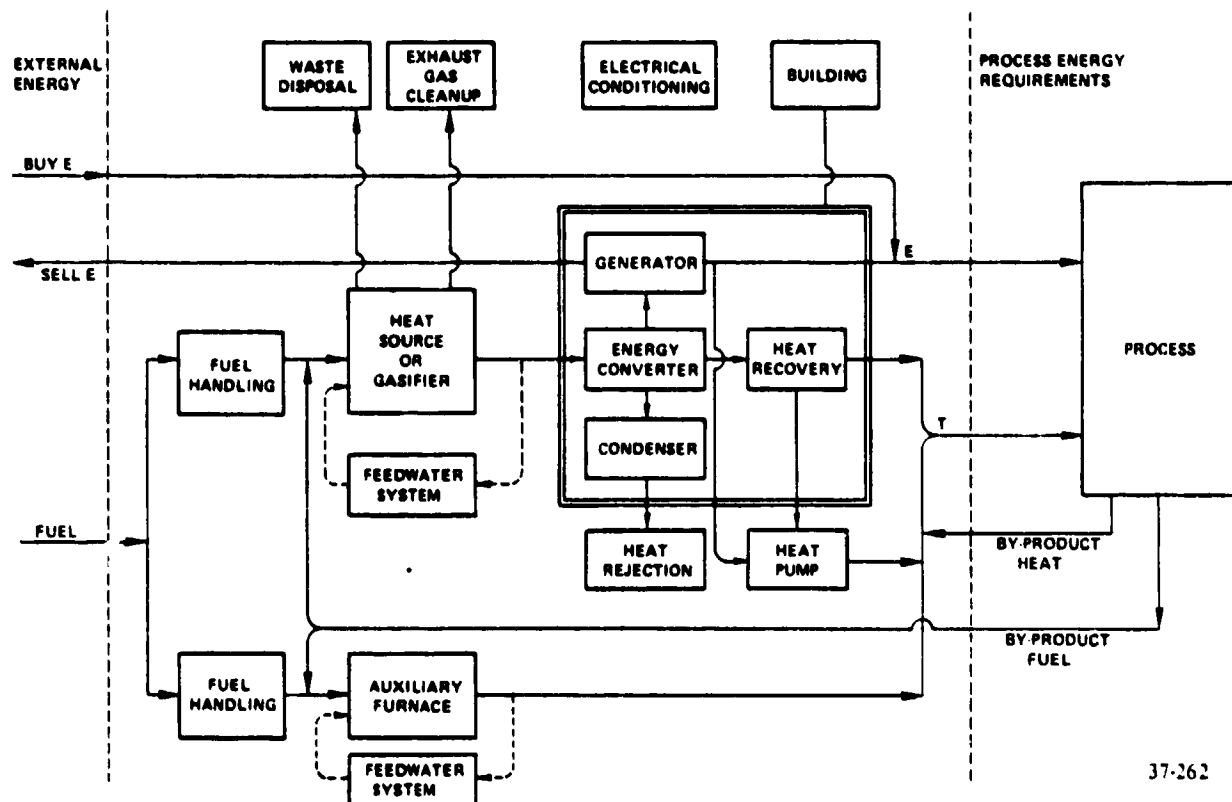 EXTERNAL
ENERGY
WASTE
DISPOSAL
EXHAUST
GAS
CLEANUP
ELECTRICAL
CONDITIONING
BUILDING
PROCESS ENERGY
REQUIREMENTS
BUY E
SELL E
GENERATOR
E
HEAT
SOURCE
OR
GASIFIER
FUEL
HANDLING
ENERGY
CONVERTER
HEAT
RECOVERY
PROCESS
T
CONDENSER
FEEDWATER
SYSTEM
FUEL
HEAT
REJECTION
HEAT
PUMP
BY-PRODUCT
HEAT
BY-PRODUCT
FUEL
FUEL
HANDLING
AUXILIARY
FURNACE
FEEDWATER
SYSTEM
37-262